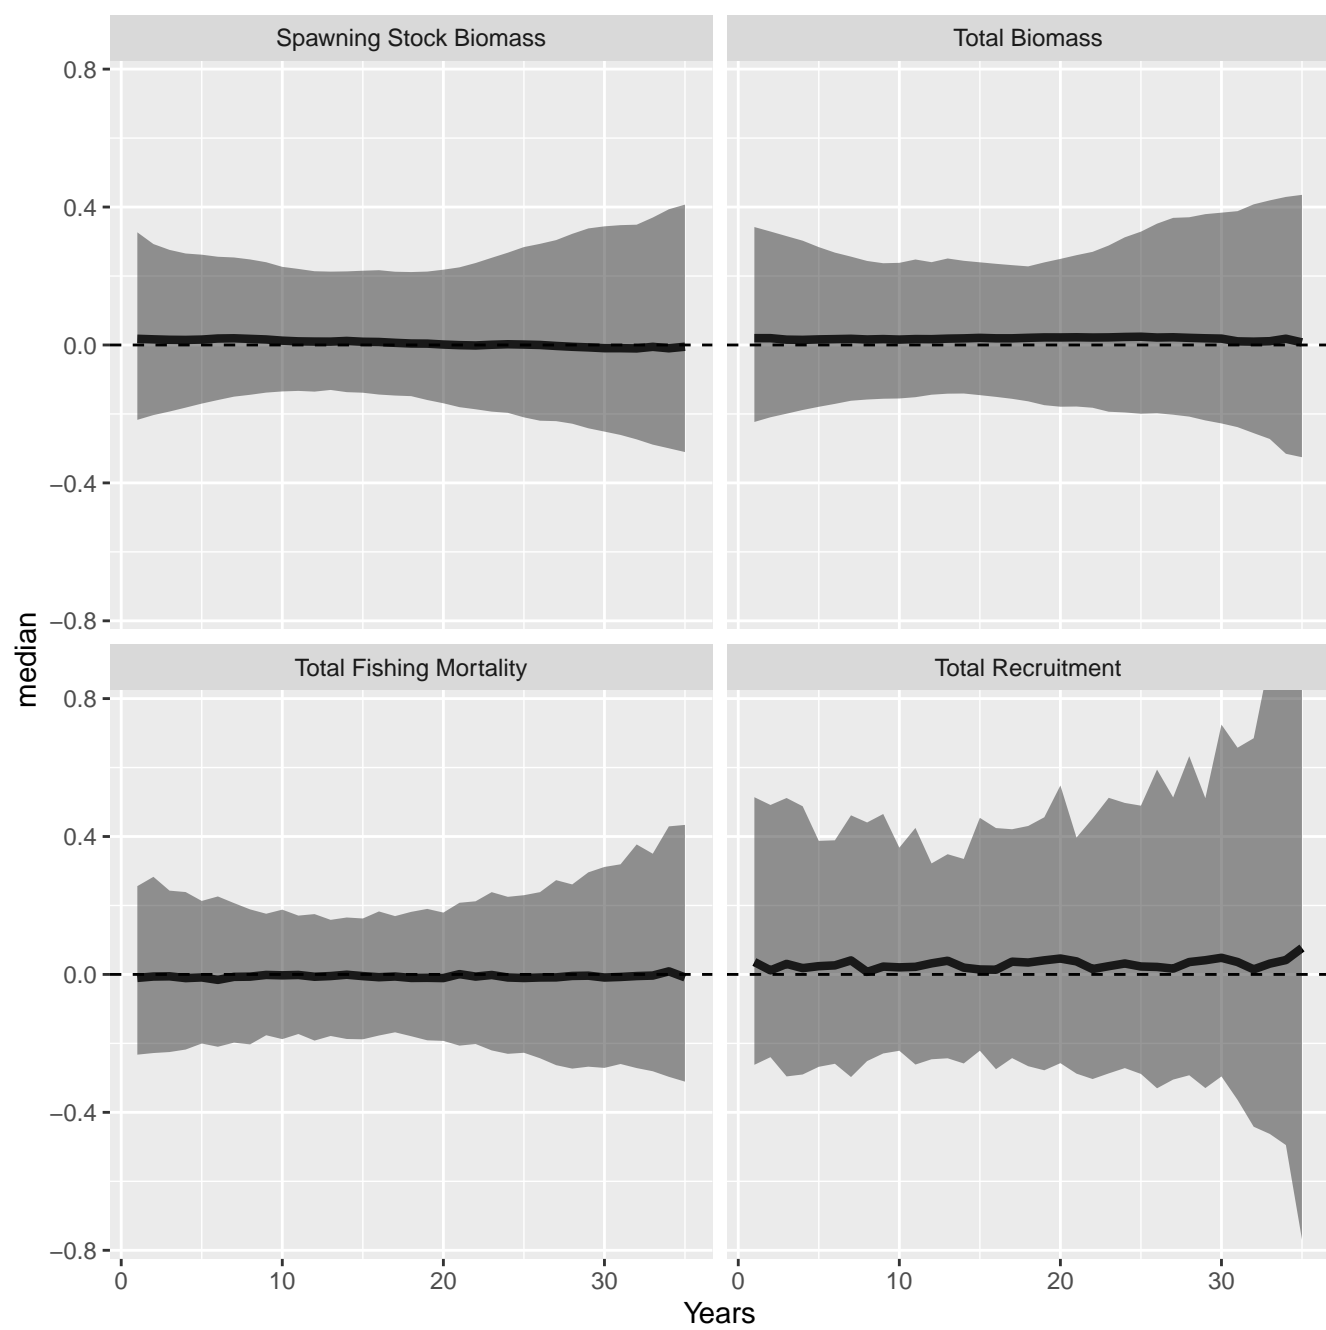 Spawning Stock Biomass
Total Biomass
0.8
0.4
0.0
−0.4
−0.8
median
Total Fishing Mortality
Total Recruitment
0.8
0.4
0.0
−0.4
−0.8
0 10 20 30
0 10 20 30
Years